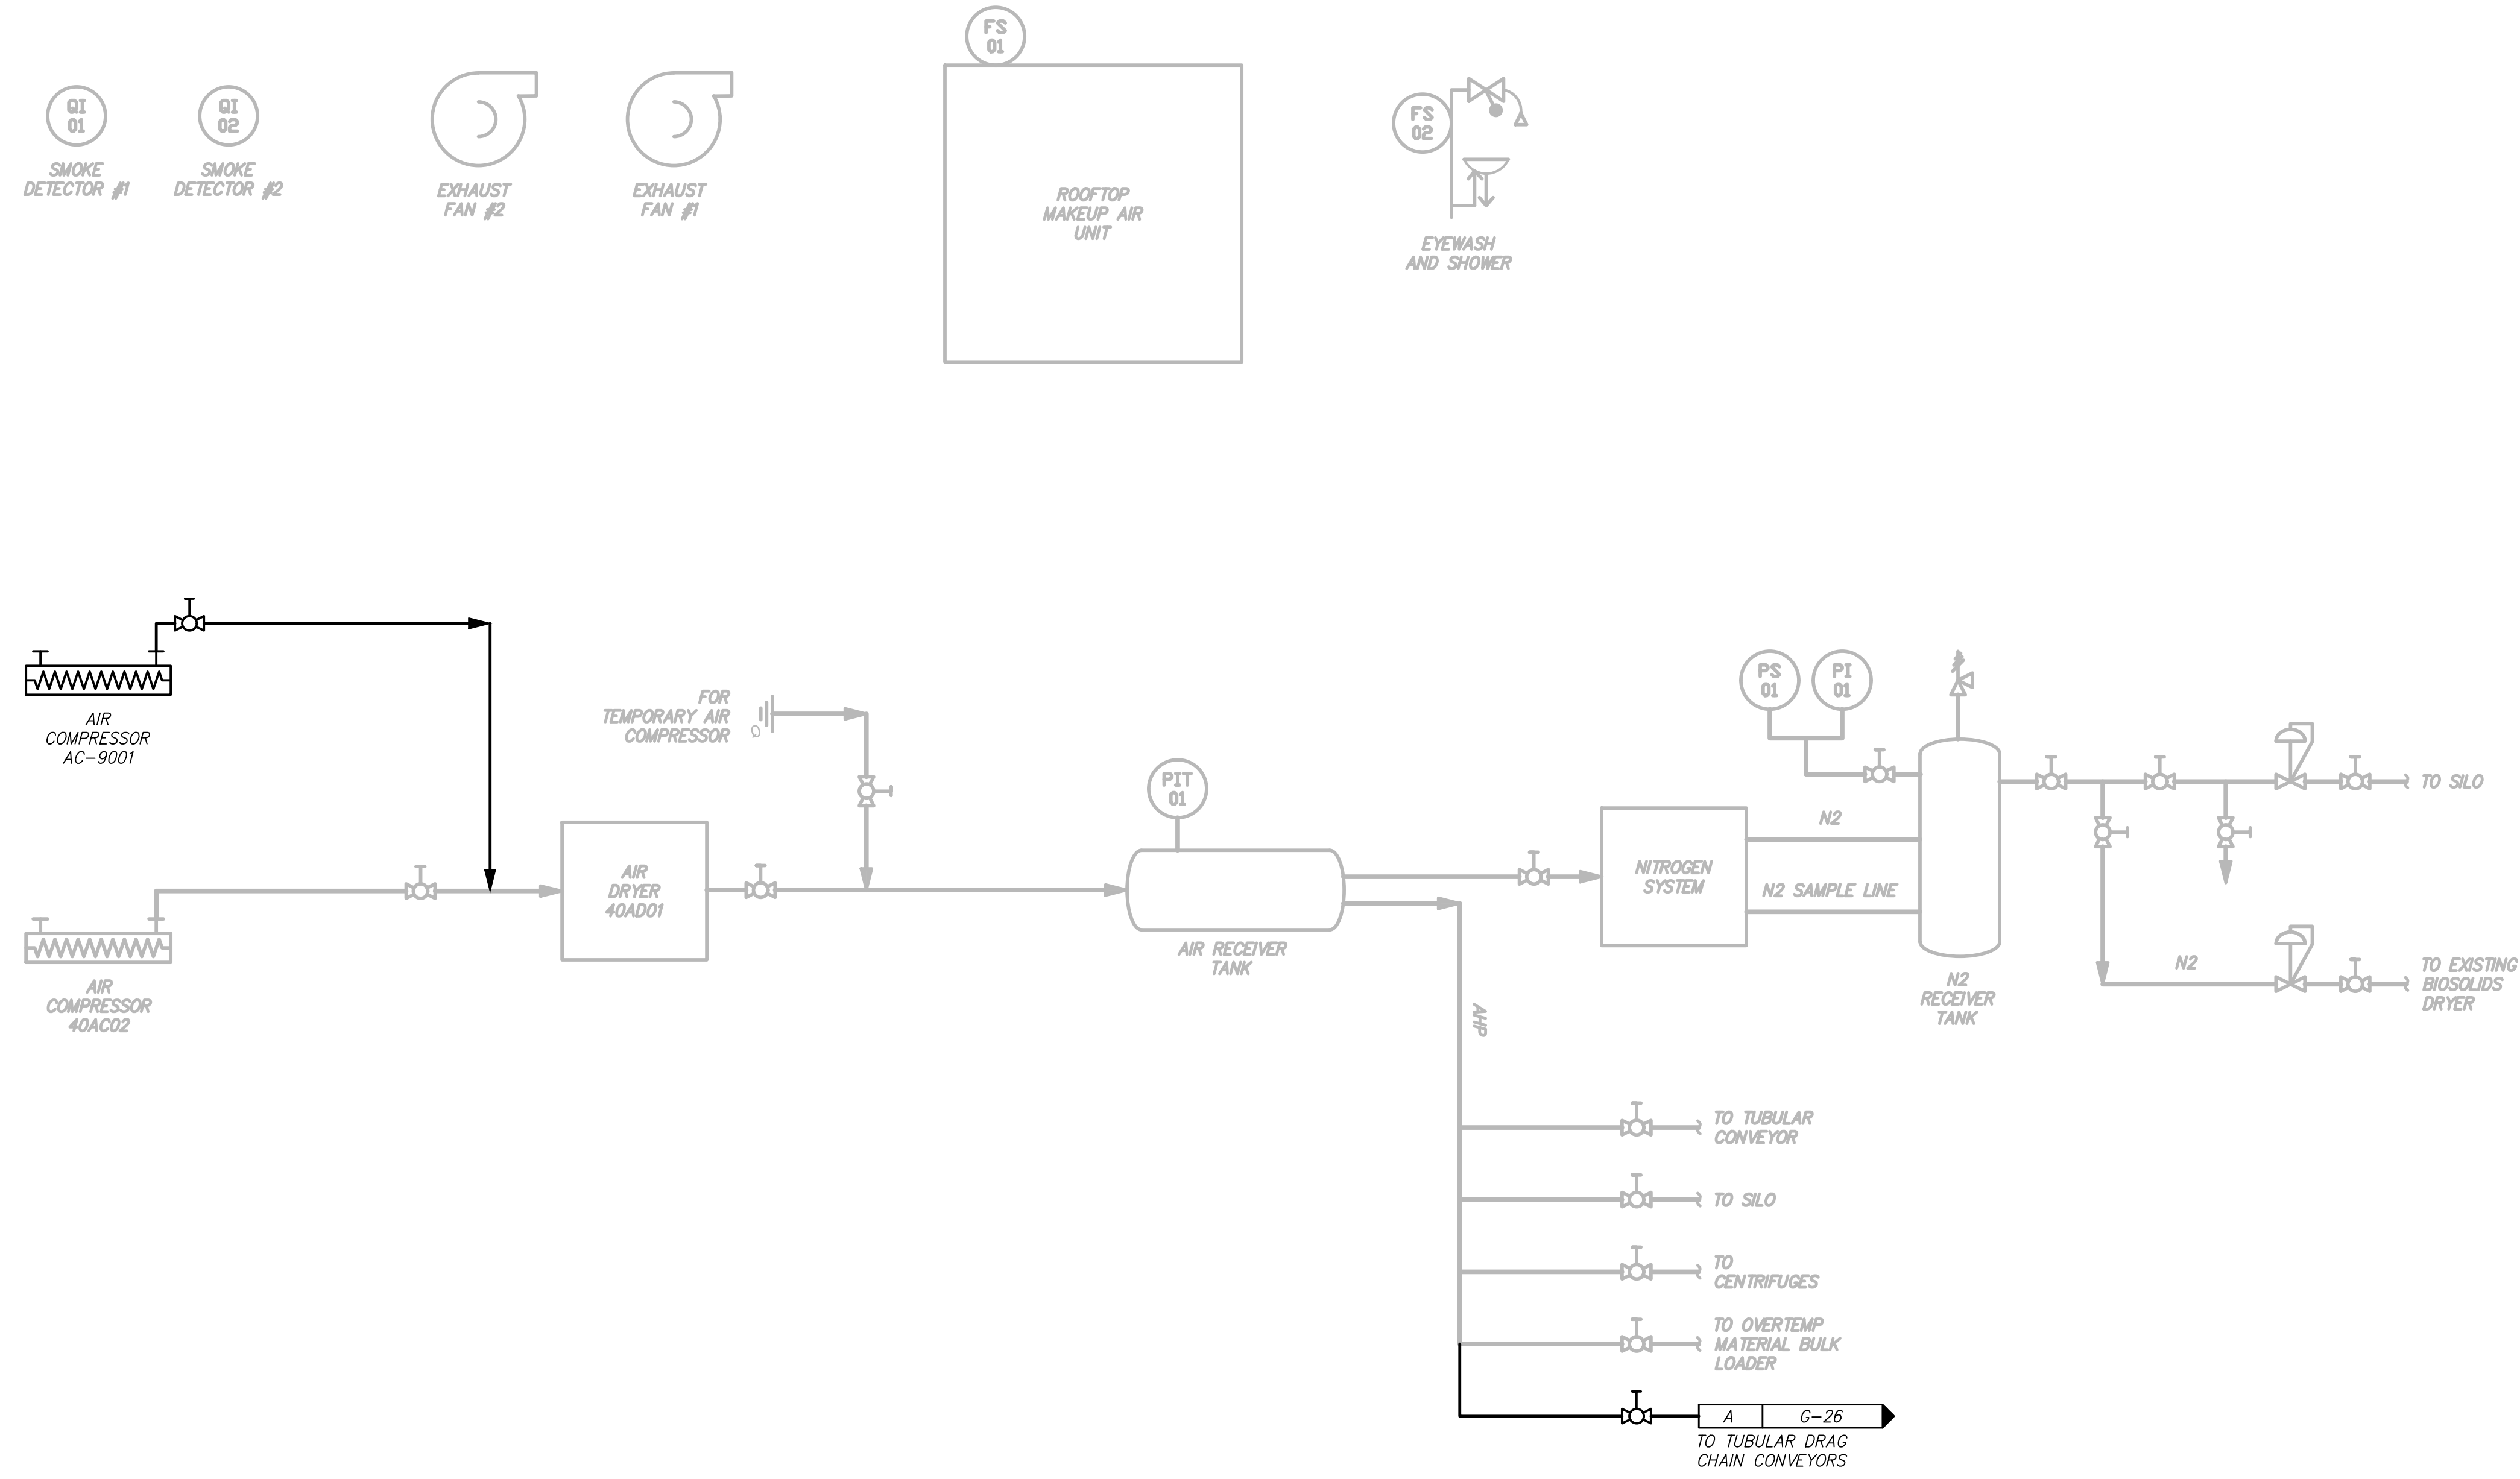 FS
01
QI
01
QI
02
FS
02
SMOKE
DETECTOR #1
SMOKE
DETECTOR #2
EXHAUST
FAN #2
EXHAUST
FAN #1
ROOFTOP
MAKEUP AIR
UNIT
EYEWASH
AND SHOWER
AIR
COMPRESSOR
AC-9001
FOR
TEMPORARY AIR
COMPRESSOR
PS
01
PI
01
PIT
01
TO SILO
N2
AIR
DRYER
40AD01
NITROGEN
SYSTEM
N2 SAMPLE LINE
AIR RECEIVER
TANK
N2
RECEIVER
TANK
N2
TO EXISTING
BIOSOLIDS
DRYER
AIR
COMPRESSOR
40AC02
AHP
TO TUBULAR
CONVEYOR
TO SILO
TO
CENTRIFUGES
TO OVERTEMP
MATERIAL BULK
LOADER
A G-26
TO TUBULAR DRAG
CHAIN CONVEYORS